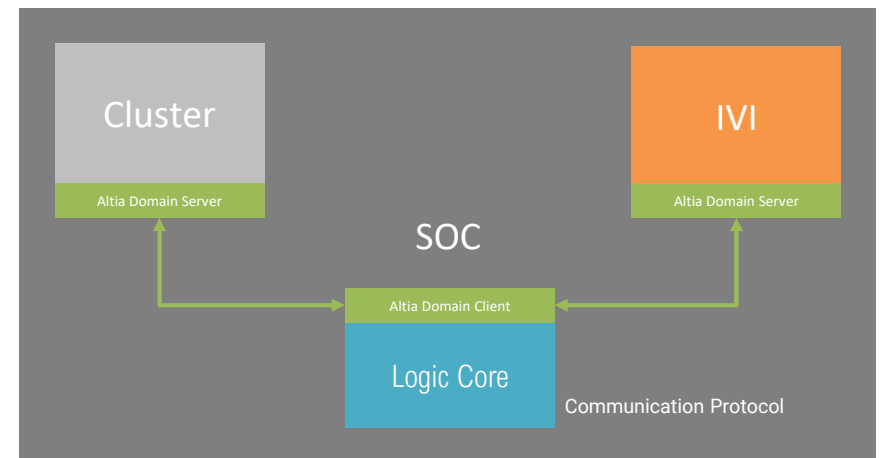 Cluster
IVI
Altia Domain Server
Altia Domain Server
SOC
Altia Domain Client
Logic Core
Communication Protocol